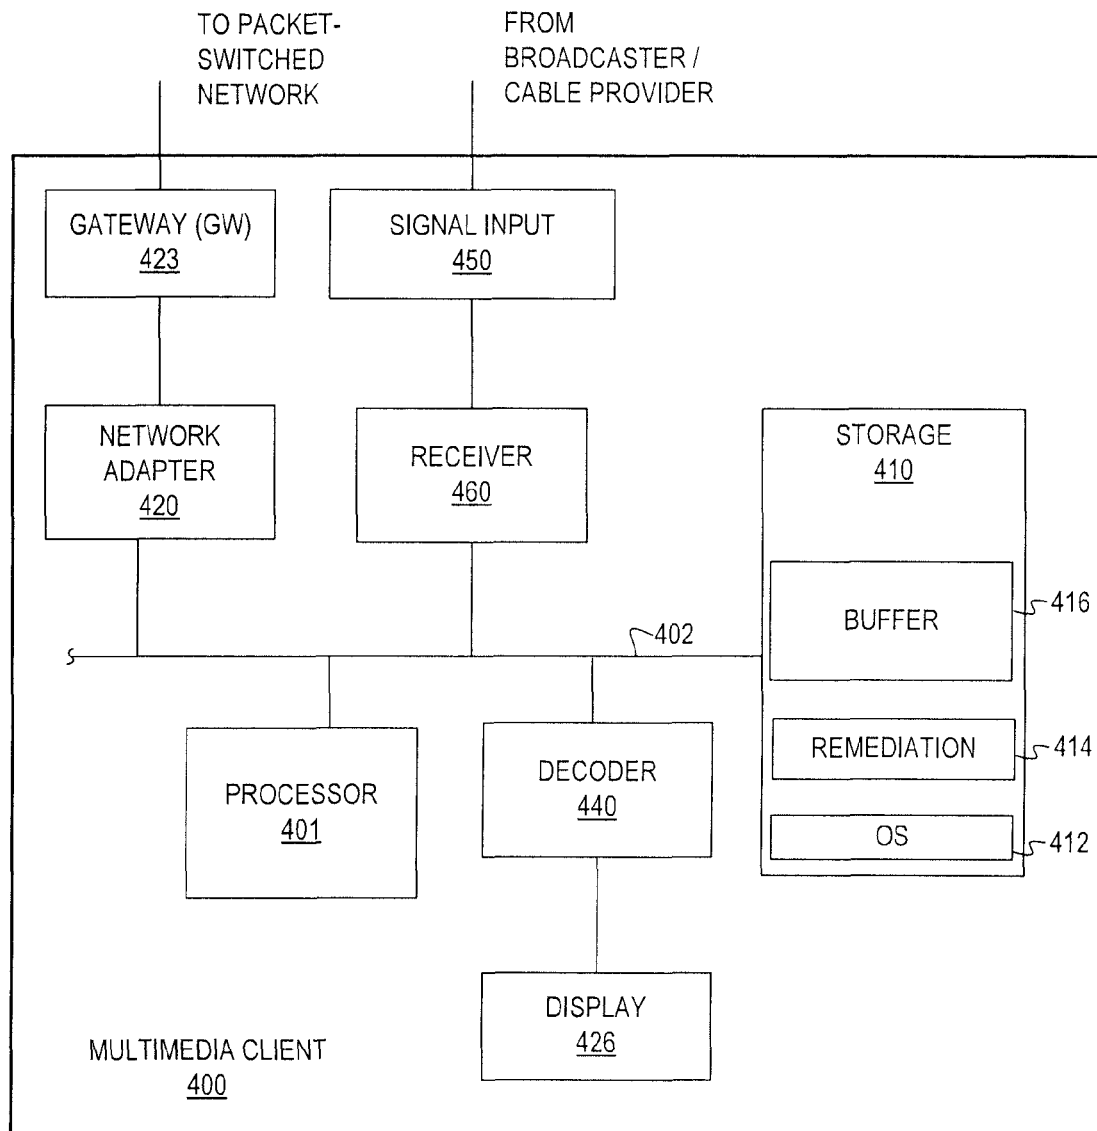 TO PACKET-
SWITCHED
NETWORK
FROM
BROADCASTER /
CABLE PROVIDER
GATEWAY (GW)
423
SIGNAL INPUT
450
NETWORK
ADAPTER
420
RECEIVER
460
STORAGE
410
BUFFER
416
402
REMEDIATION
414
PROCESSOR
401
DECODER
440
OS
412
DISPLAY
426
MULTIMEDIA CLIENT
400